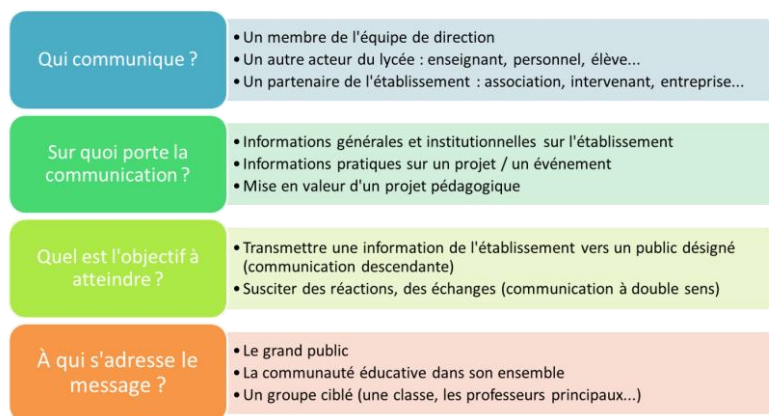 Qui communique ?
• Un membre de l'équipe de direction
• Un autre acteur du lycée : enseignant, personnel, élève...
• Un partenaire de l'établissement : association, intervenant, entreprise...
Sur quoi porte la
communication ?
• Informations générales et institutionnelles sur l'établissement
• Informations pratiques sur un projet / un événement
• Mise en valeur d'un projet pédagogique
Quel est l'objectif à
atteindre ?
• Transmettre une information de l'établissement vers un public désigné
(communication descendante)
• Susciter des réactions, des échanges (communication à double sens)
À qui s'adresse le
message ?
• Le grand public
• La communauté éducative dans son ensemble
• Un groupe ciblé (une classe, les professeurs principaux...)